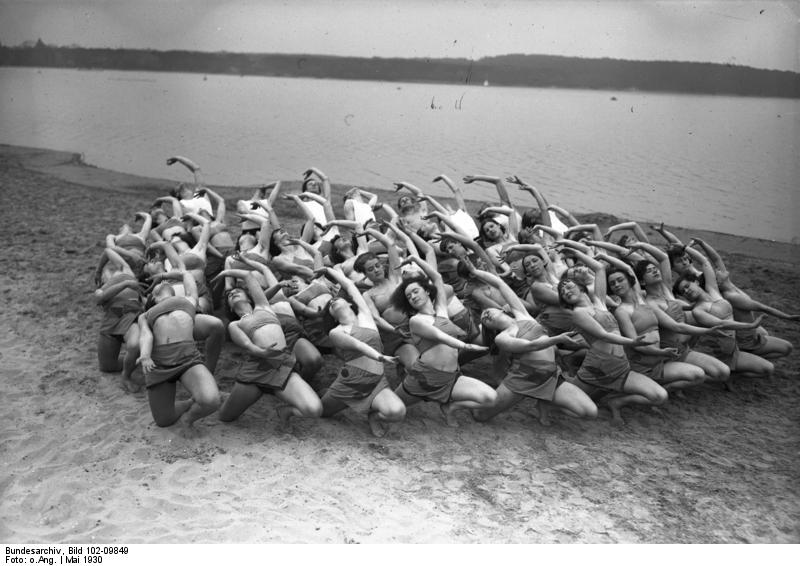 Bundesarchiv, Bild 102-09849
Foto: o.Ang. | Mai 1930